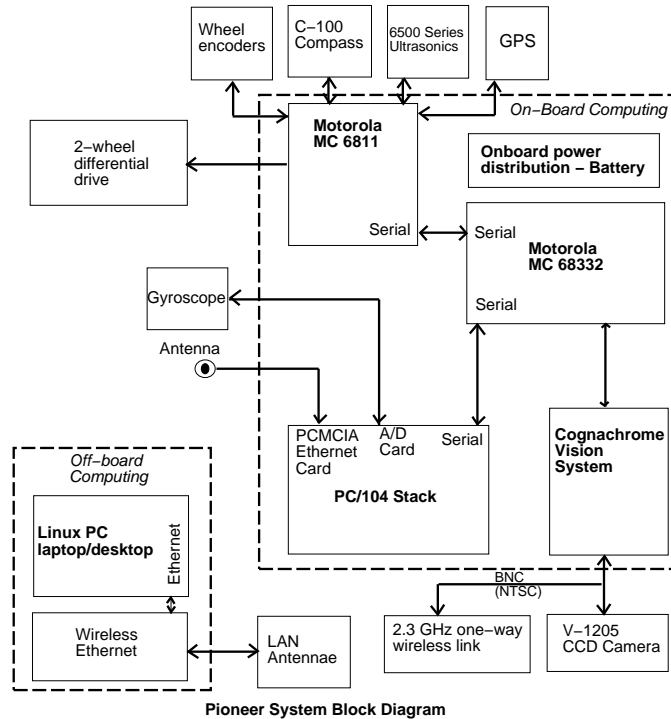 Wheel
encoders
C−100
Compass
6500 Series
Ultrasonics
GPS
On−Board Computing
Motorola
MC 6811
Serial
2−wheel
differential
drive
Onboard power
distribution − Battery
Serial
Motorola
MC 68332
Serial
Gyroscope
Antenna
PCMCIA
Ethernet
Card
A/D
Card
Serial
PC/104 Stack
Cognachrome
Vision
System
Off−board
Computing
Linux PC
laptop/desktop
Ethernet
Wireless
Ethernet
LAN
Antennae
BNC
(NTSC)
2.3 GHz one−way
wireless link
V−1205
CCD Camera
Pioneer System Block Diagram